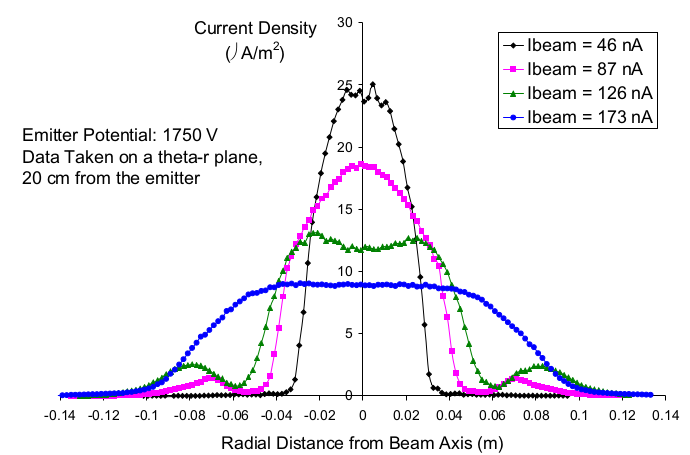 Current Density
(⌡A/m²)
Ibeam = 46 nA
Ibeam = 87 nA
Ibeam = 126 nA
Ibeam = 173 nA
Emitter Potential: 1750 V
Data Taken on a theta-r plane,
20 cm from the emitter
30
25
20
15
10
5
0
-0.14 -0.12 -0.1 -0.08 -0.06 -0.04 -0.02 0 0.02 0.04 0.06 0.08 0.1 0.12 0.14
Radial Distance from Beam Axis (m)